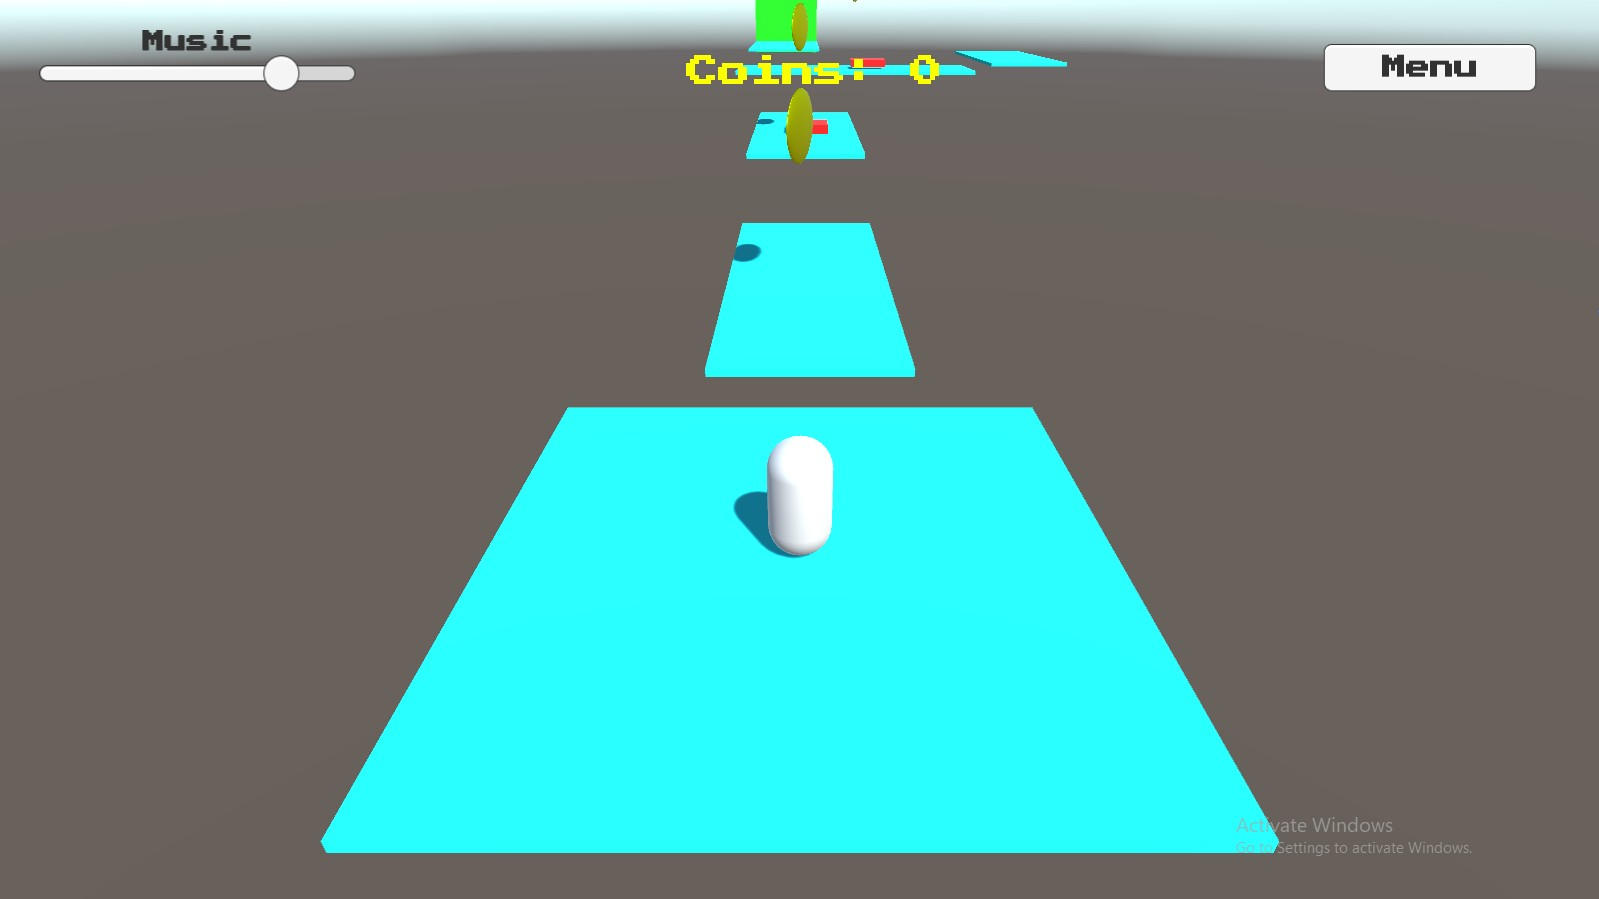 Music
Coins: 0
Menu
Activate Windows
Go to Settings to activate Windows.